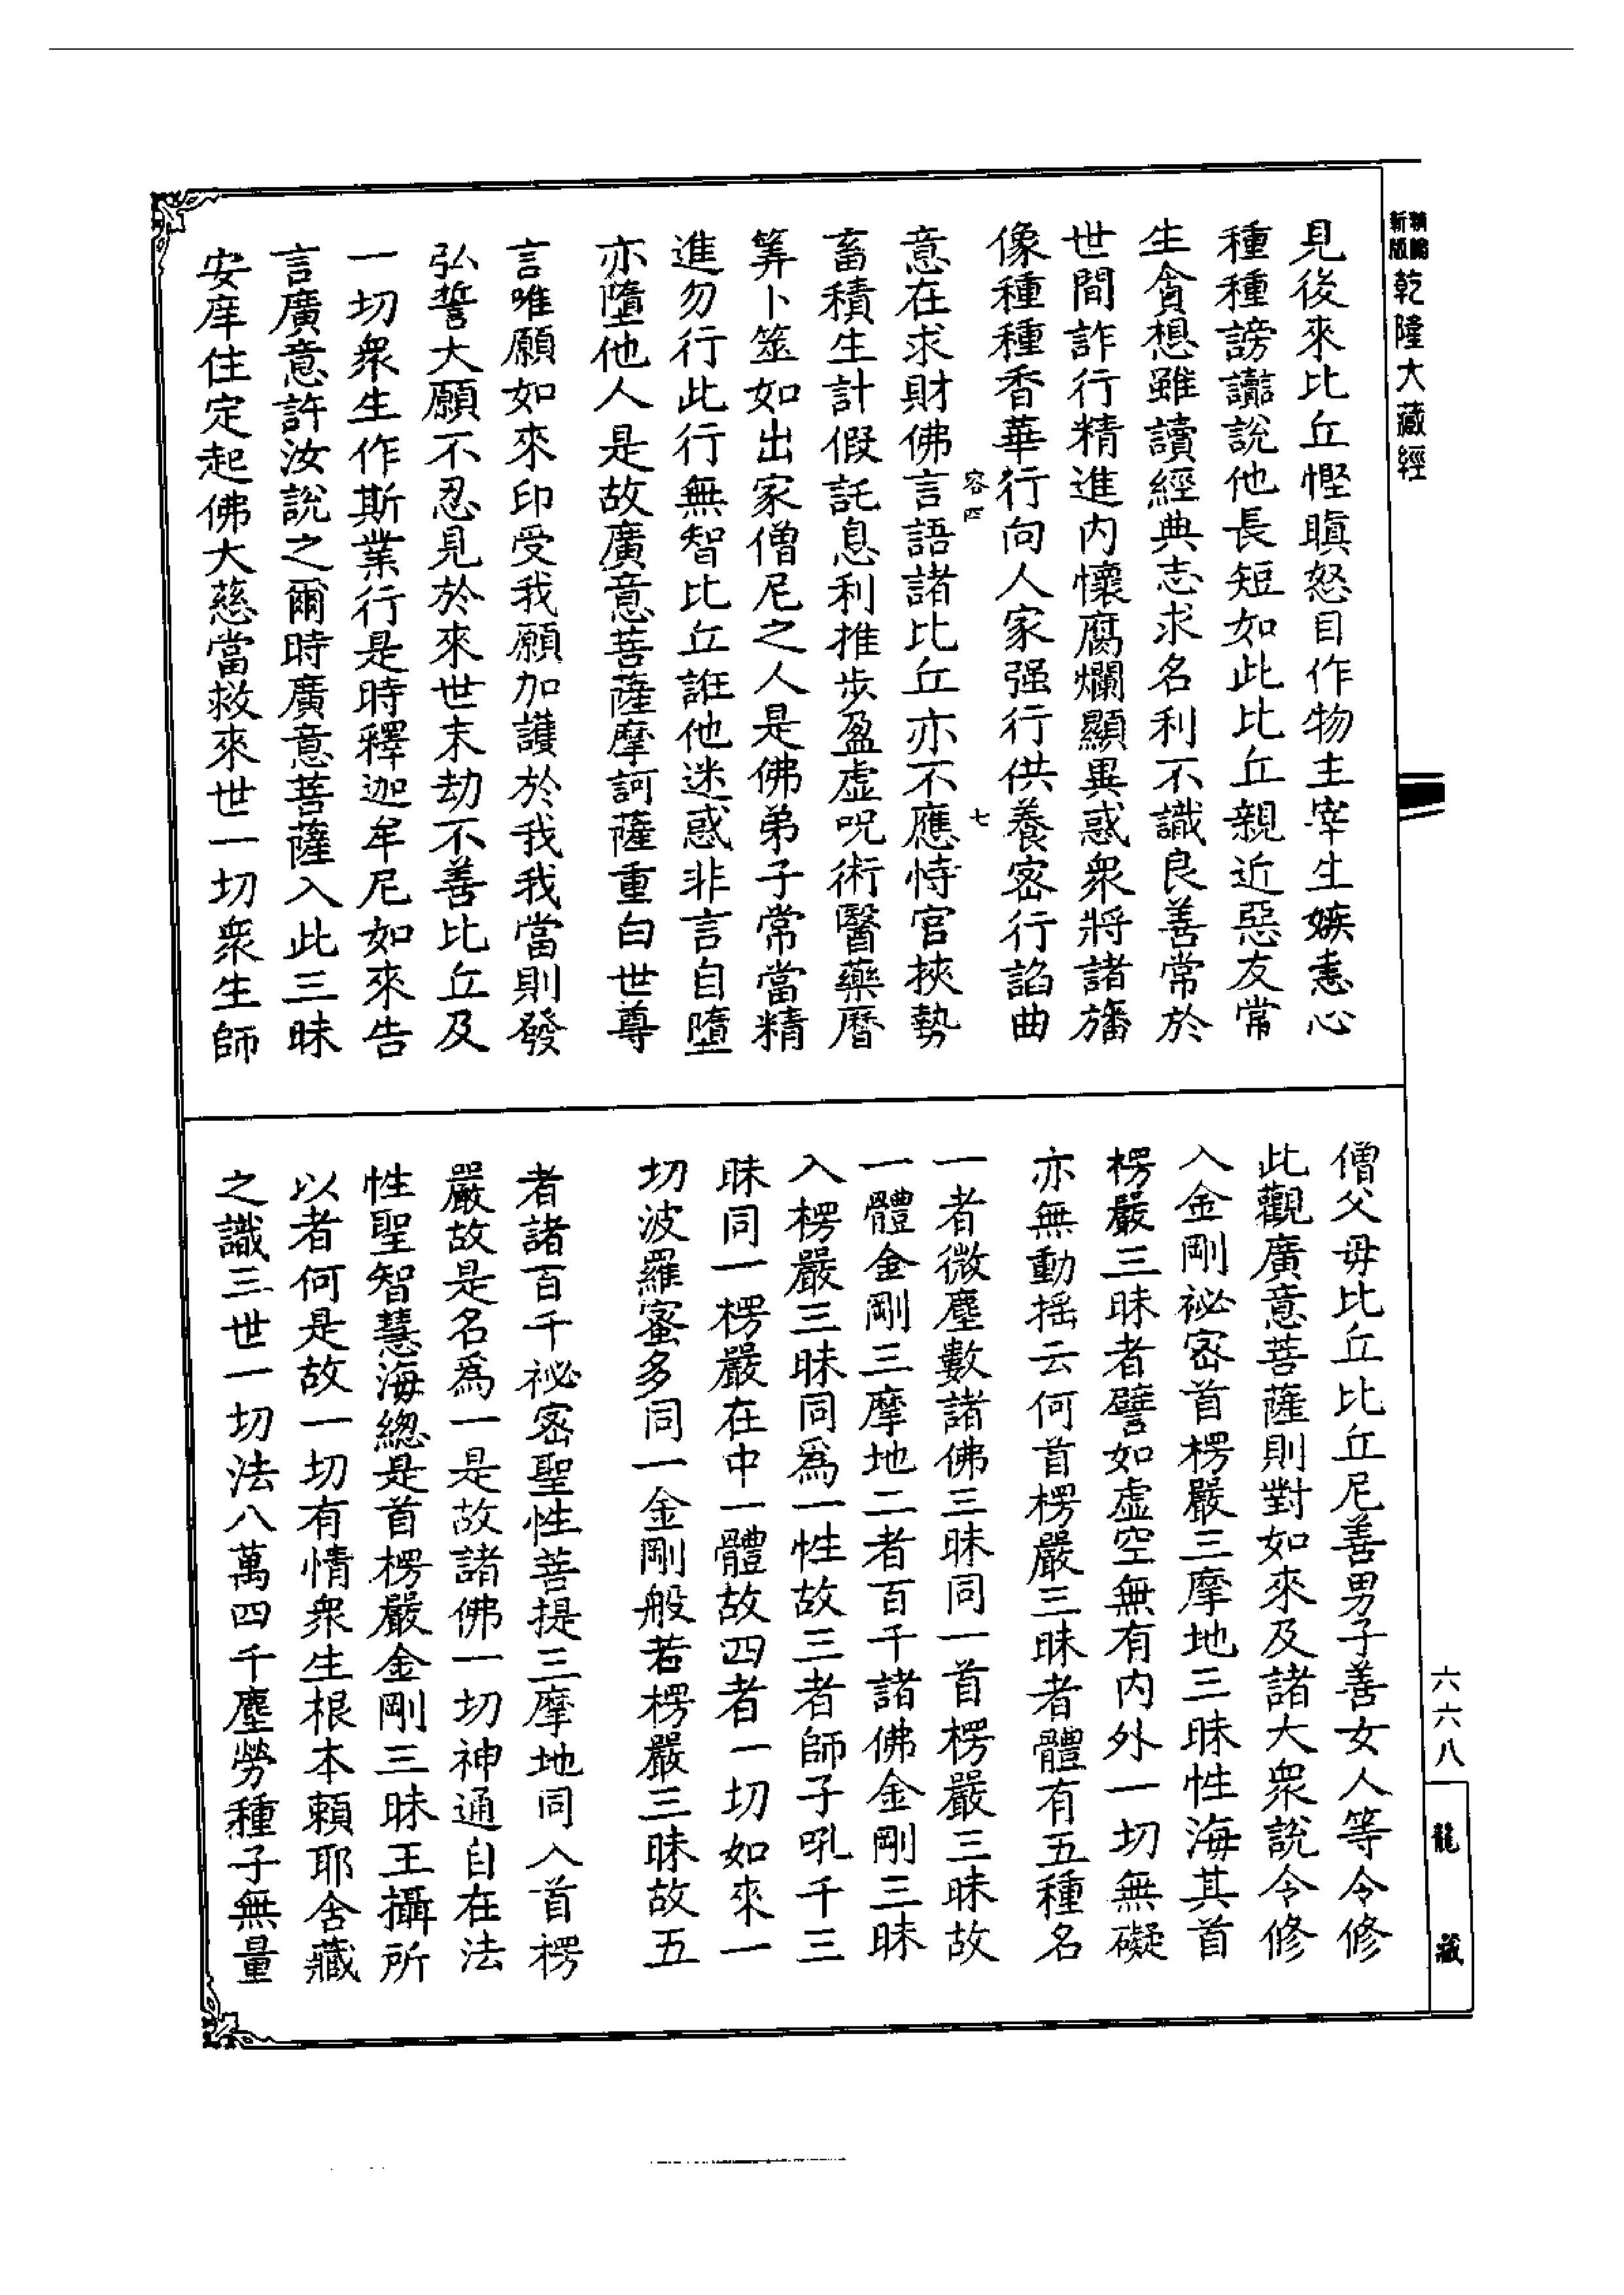 新版
精編
乾隆大藏經
見後來比丘慳瞋怒目作物主宰生嫉恚心
種種謗讟說他長短如此比丘親近惡友常
生貪想雖讀經典志求名利不識良善常於
世間詐行精進内懷腐爛顯異惑衆將諸旛
像種種香華行向人家强行供養密行諂曲
容四
七
意在求財佛言語諸比丘亦不應恃官挾勢
畜積生計假託息利推步盈虛呪術醫藥曆
筭卜筮如出家僧尼之人是佛弟子常當精
進勿行此行無智比丘誑他迷惑非言自墮
亦墮他人是故廣意菩薩摩訶薩重白世尊
言唯願如來印受我願加護於我我當則發
弘誓大願不忍見於來世末劫不善比丘及
一切衆生作斯業行是時釋迦牟尼如來告
言廣意許汝說之爾時廣意菩薩入此三昧
安庠住定起佛大慈當救來世一切衆生師
僧父母比丘比丘尼善男子善女人等令修
此觀廣意菩薩則對如來及諸大衆說令修
入金剛祕密首楞嚴三摩地三昧性海其首
楞嚴三昧者譬如虛空無有内外一切無礙
亦無動摇云何首楞嚴三昧者體有五種名
一者微塵數諸佛三昧同一首楞嚴三昧故
一體金剛三摩地二者百千諸佛金剛三昧
入楞嚴三昧同爲一性故三者師子吼千三
昧同一楞嚴在中一體故四者一切如來一
切波羅蜜多同一金剛般若楞嚴三昧故五
者諸百千祕密聖性菩提三摩地同入首楞
嚴故是名爲一是故諸佛一切神通自在法
性聖智慧海總是首楞嚴金剛三昧王攝所
以者何是故一切有情衆生根本頼耶含藏
之識三世一切法八萬四千塵勞種子無量
六六八
龍藏